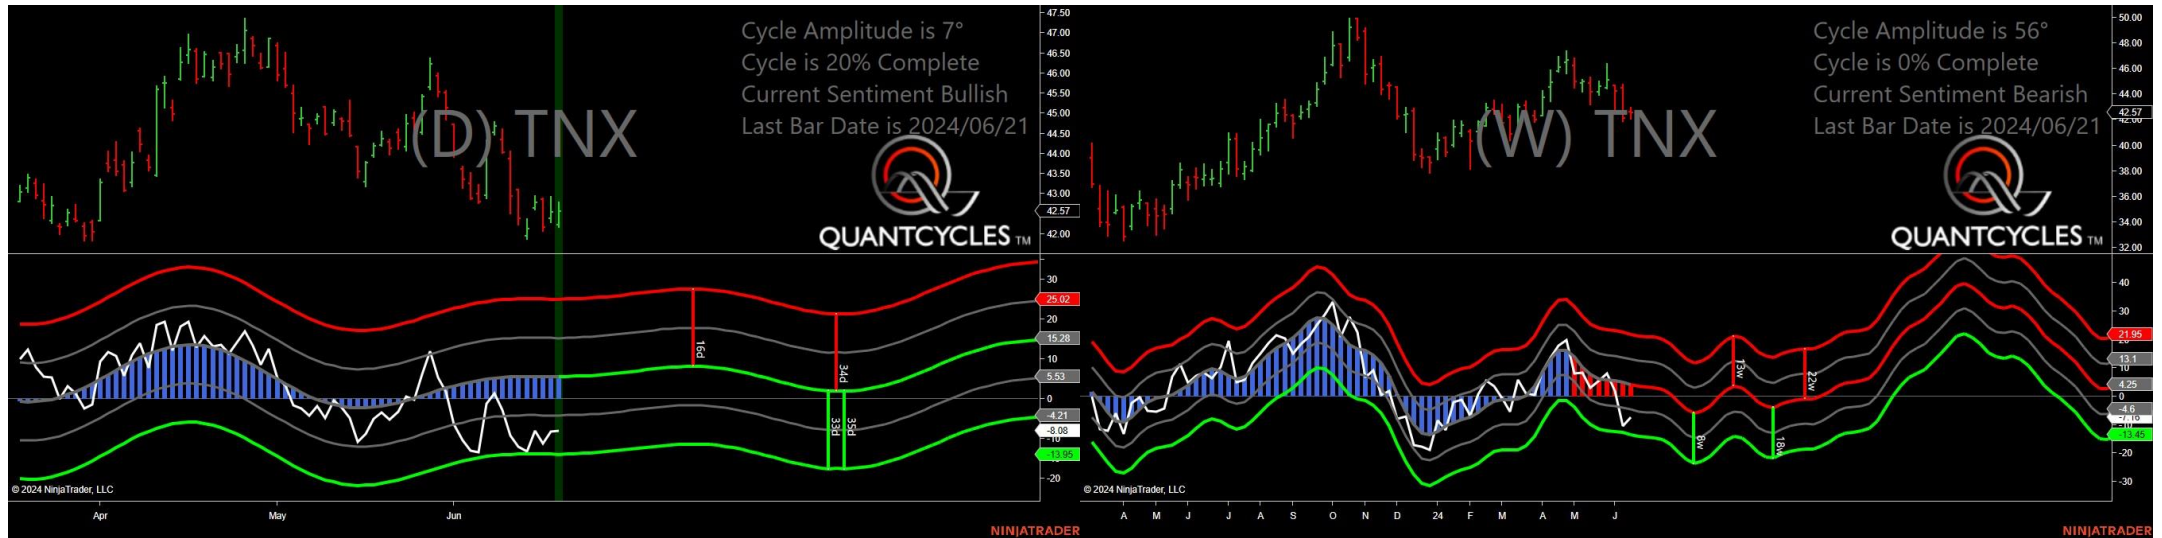 Cycle Amplitude is 7°
Cycle is 20% Complete
Current Sentiment Bullish
Last Bar Date is 2024/06/21
(D) TNX
QUANTCYCLES TM
47.50
47.00
46.50
46.00
45.50
45.00
44.50
44.00
43.50
43.00
42.57
42.00
30
25.02
20
15.28
10
5.53
0
-4.21
-8.08
-10
-13.95
-20
16d
34d
33d
35d
© 2024 NinjaTrader, LLC
Apr
May
Jun
NINJATRADER
Cycle Amplitude is 56°
Cycle is 0% Complete
Current Sentiment Bearish
Last Bar Date is 2024/06/21
(W) TNX
QUANTCYCLES TM
50.00
48.00
46.00
44.00
42.57
42.00
40.00
38.00
36.00
34.00
32.00
40
30
21.95
13.1
10
4.25
0
-4.6
-13.45
-20
-30
8w
13w
18w
22w
© 2024 NinjaTrader, LLC
A
M
J
J
A
S
O
N
D
24
F
M
A
M
J
NINJATRADER